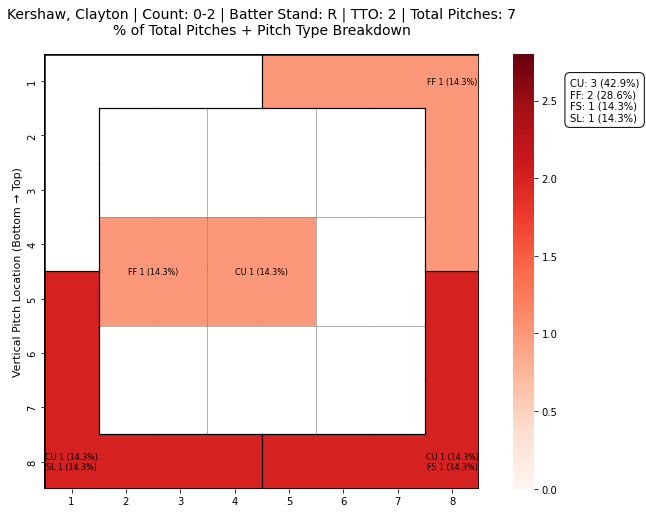 Kershaw, Clayton | Count: 0-2 | Batter Stand: R | TTO: 2 | Total Pitches: 7
% of Total Pitches + Pitch Type Breakdown
Vertical Pitch Location (Bottom → Top)
1
2
3
4
5
6
7
8
FF 1 (14.3%)
FF 1 (14.3%)
CU 1 (14.3%)
CU 1 (14.3%)
SL 1 (14.3%)
CU 1 (14.3%)
FS 1 (14.3%)
1
2
3
4
5
6
7
8
2.5
2.0
1.5
1.0
0.5
0.0
CU: 3 (42.9%)
FF: 2 (28.6%)
FS: 1 (14.3%)
SL: 1 (14.3%)